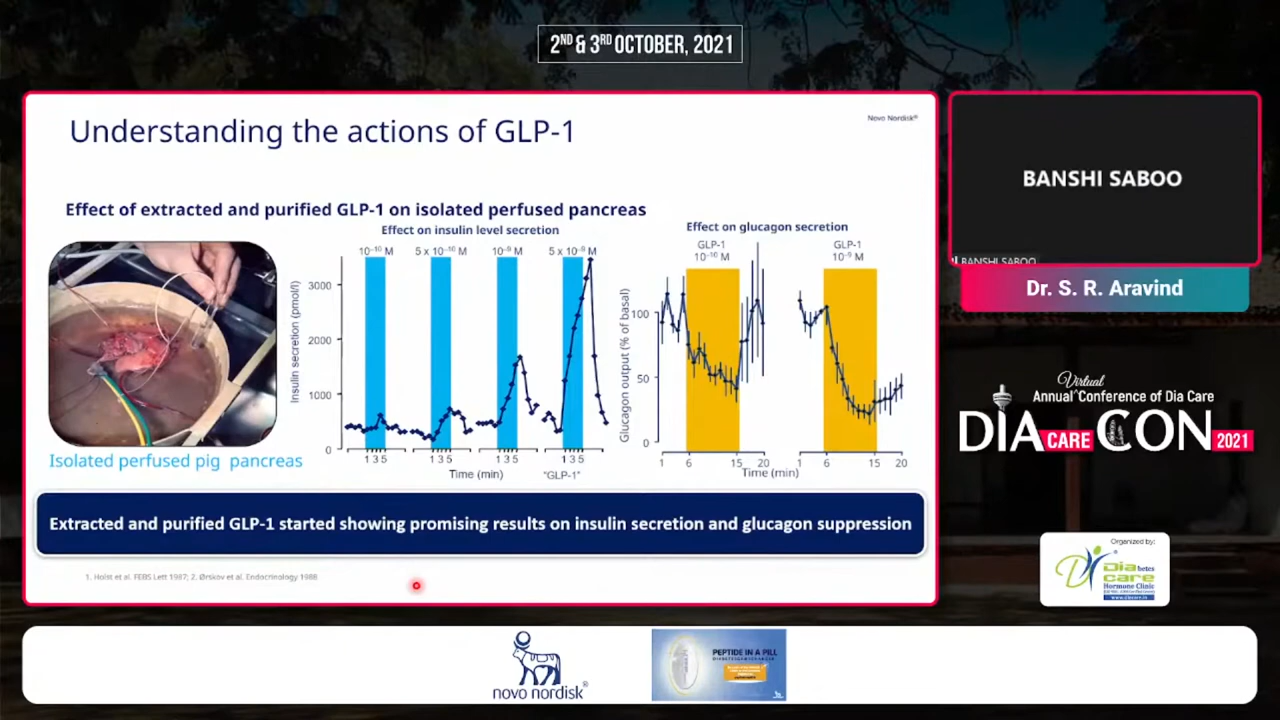 2ND & 3RD OCTOBER, 2021
Understanding the actions of GLP-1
Novo Nordisk®
Effect of extracted and purified GLP-1 on isolated perfused pancreas
Effect on insulin level secretion
10⁻¹⁰ M 5 x 10⁻¹⁰ M 10⁻⁹ M 5 x 10⁻⁹ M
Insulin secretion (pmol/l)
3000
2000
1000
0
1 3 5 1 3 5 1 3 5 1 3 5
Time (min) "GLP-1"
Isolated perfused pig pancreas
Effect on glucagon secretion
GLP-1 GLP-1
10⁻¹⁰ M 10⁻⁹ M
Glucagon output (% of basal)
100
50
0
1 6 15 20 1 6 15 20
Time (min)
Extracted and purified GLP-1 started showing promising results on insulin secretion and glucagon suppression
1. Holst et al. FEBS Lett 1987; 2. Ørskov et al. Endocrinology 1988
BANSHI SABOO
BANSHI SABOO
Dr. S. R. Aravind
Virtual
Annual Conference of Dia Care
DIA CARE CON 2021
Organized by:
Diabetes
care
Hormone Clinic
www.diacare.in
novo nordisk®
PEPTIDE IN A PILL